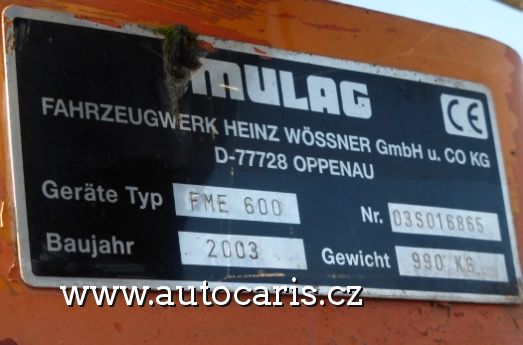 MULAG
FAHRZEUGWERK HEINZ WÖSSNER GmbH u. CO KG
D-77728 OPPENAU
Geräte Typ FME 600 Nr. 03S016865
Baujahr 2003 Gewicht 990 KG
CE
www.autocaris.cz